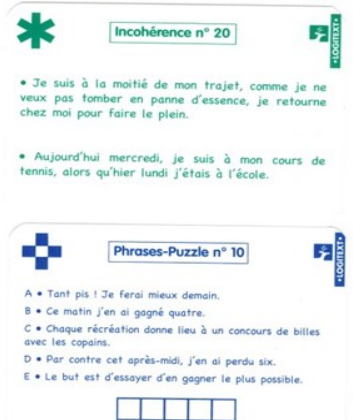 Incohérence n° 20
•LOGITEXT•
• Je suis à la moitié de mon trajet, comme je ne
veux pas tomber en panne d'essence, je retourne
chez moi pour faire le plein.
• Aujourd'hui mercredi, je suis à mon cours de
tennis, alors qu'hier lundi j'étais à l'école.
Phrases-Puzzle n° 10
•LOGITEXT•
A • Tant pis ! Je ferai mieux demain.
B • Ce matin j'en ai gagné quatre.
C • Chaque récréation donne lieu à un concours de billes
avec les copains.
D • Par contre cet après-midi, j'en ai perdu six.
E • Le but est d'essayer d'en gagner le plus possible.